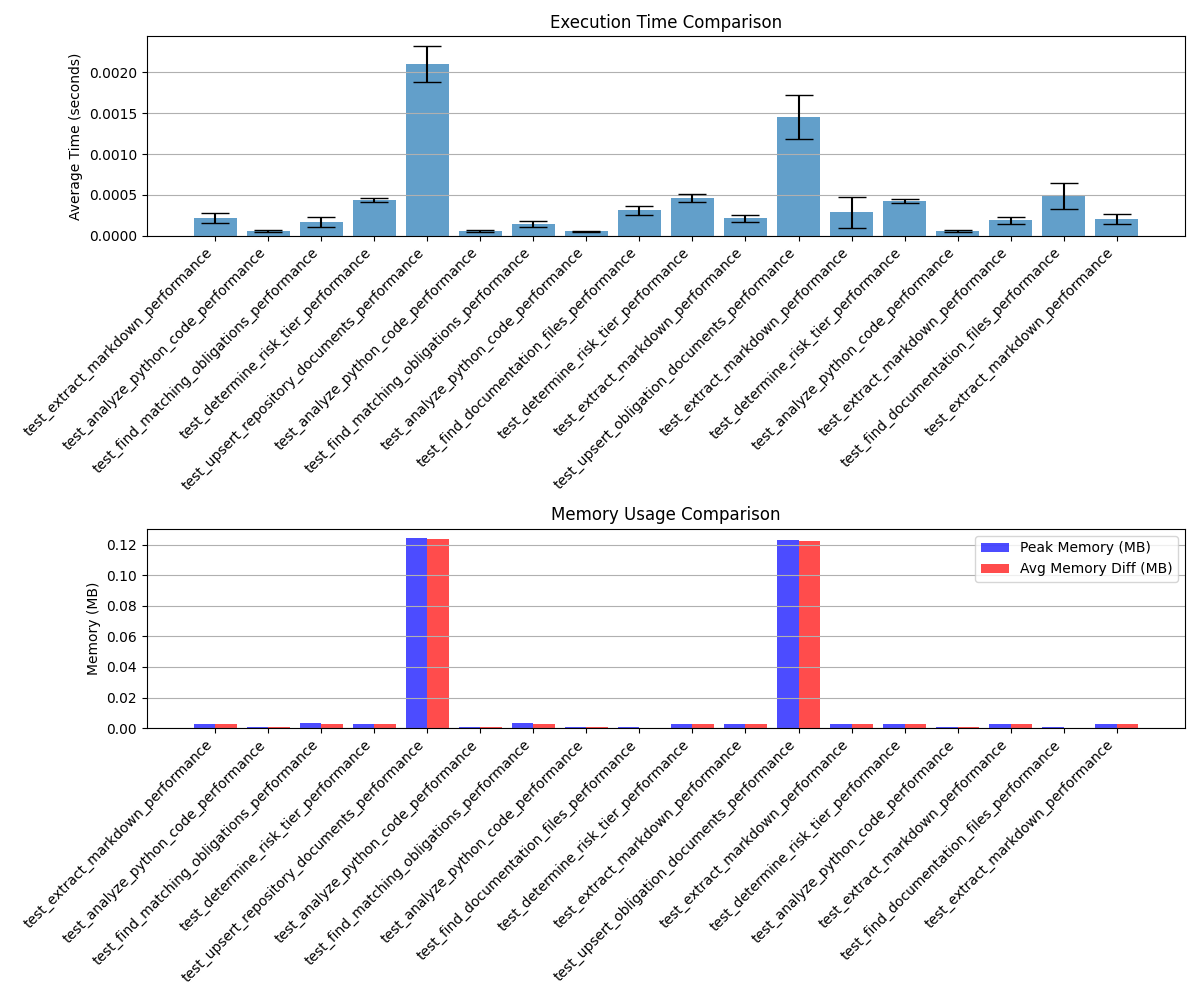 Execution Time Comparison
Average Time (seconds)
0.0020
0.0015
0.0010
0.0005
0.0000
test_extract_markdown_performance
test_analyze_python_code_performance
test_find_matching_obligations_performance
test_determine_risk_tier_performance
test_upsert_repository_documents_performance
test_analyze_python_code_performance
test_find_matching_obligations_performance
test_analyze_python_code_performance
test_find_documentation_files_performance
test_determine_risk_tier_performance
test_extract_markdown_performance
test_upsert_obligation_documents_performance
test_extract_markdown_performance
test_determine_risk_tier_performance
test_analyze_python_code_performance
test_extract_markdown_performance
test_find_documentation_files_performance
test_extract_markdown_performance
Memory Usage Comparison
Memory (MB)
0.12
0.10
0.08
0.06
0.04
0.02
0.00
Peak Memory (MB)
Avg Memory Diff (MB)
test_extract_markdown_performance
test_analyze_python_code_performance
test_find_matching_obligations_performance
test_determine_risk_tier_performance
test_upsert_repository_documents_performance
test_analyze_python_code_performance
test_find_matching_obligations_performance
test_analyze_python_code_performance
test_find_documentation_files_performance
test_determine_risk_tier_performance
test_extract_markdown_performance
test_upsert_obligation_documents_performance
test_extract_markdown_performance
test_determine_risk_tier_performance
test_analyze_python_code_performance
test_extract_markdown_performance
test_find_documentation_files_performance
test_extract_markdown_performance